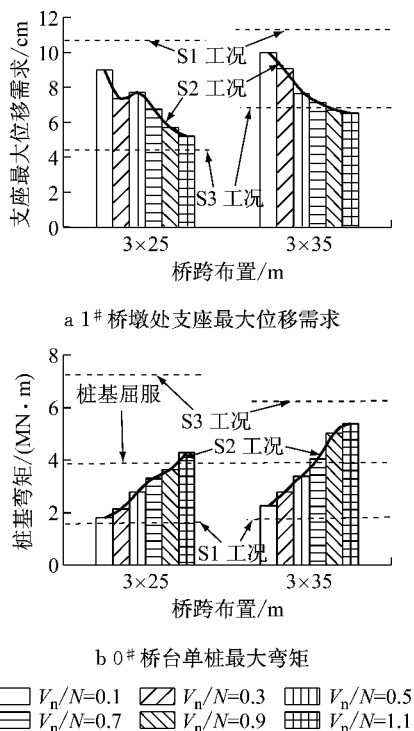 支座最大位移需求/cm
12
10
8
6
4
2
0
S1 工况
S2 工况
S3 工况
3×25
3×35
桥跨布置/m
a 1# 桥墩处支座最大位移需求
桩基弯矩/(MN·m)
8
6
4
2
0
桩基屈服
S3 工况
S2 工况
S1 工况
3×25
3×35
桥跨布置/m
b 0# 桥台单桩最大弯矩
Vn/N=0.1 Vn/N=0.3 Vn/N=0.5
Vn/N=0.7 Vn/N=0.9 Vn/N=1.1